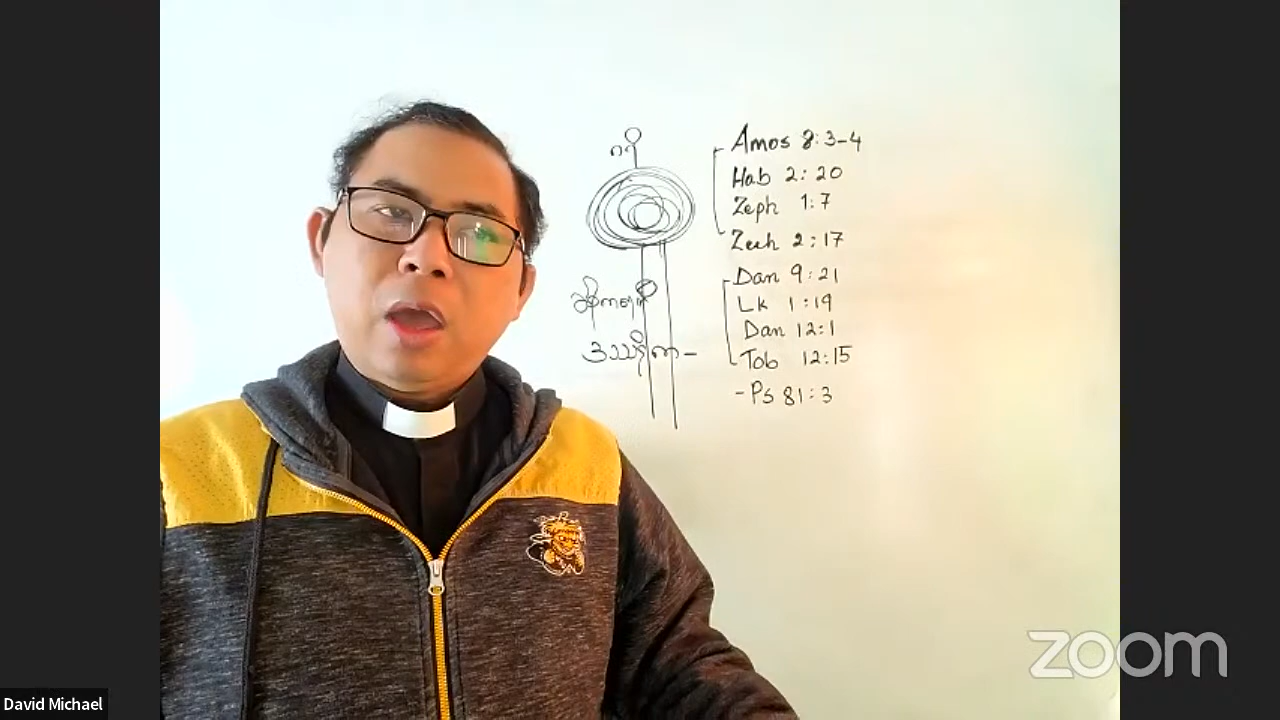 Amos 8:3-4
Hab 2:20
Zeph 1:7
Zech 2:17
Dan 9:21
Lk 1:19
Dan 12:1
Tob 12:15
-Ps 81:3
zoom
David Michael